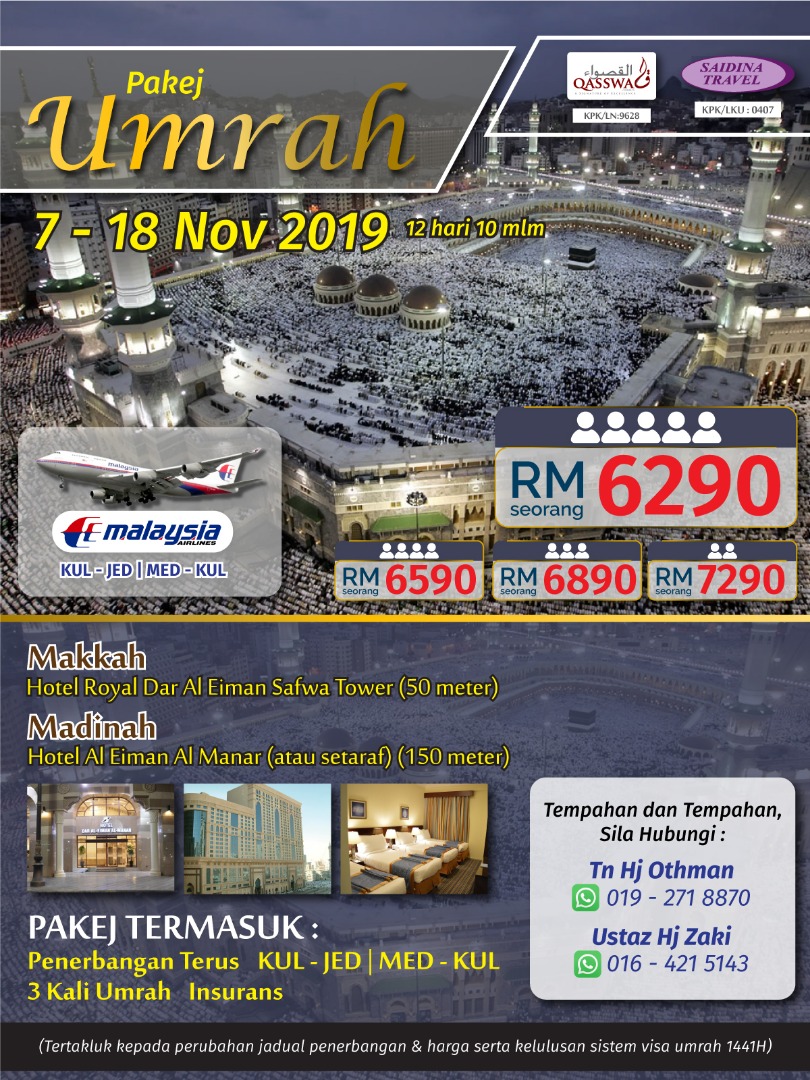 Pakej
Umrah
القصواء
QASSWA
KPK/LN:9628
SAIDINA
TRAVEL
KPK/LKU : 0407
7 - 18 Nov 2019 12 hari 10 mlm
malaysia
malaysia
AIRLINES
KUL - JED | MED - KUL
RM
seorang
6290
RM
seorang
6590
RM
seorang
6890
RM
seorang
7290
Makkah
Hotel Royal Dar Al Eiman Safwa Tower (50 meter)
Madinah
Hotel Al Eiman Al Manar (atau setaraf) (150 meter)
Tempahan dan Tempahan,
Sila Hubungi :
Tn Hj Othman
019 - 271 8870
Ustaz Hj Zaki
016 - 421 5143
PAKEJ TERMASUK :
Penerbangan Terus KUL - JED | MED - KUL
3 Kali Umrah Insurans
(Tertakluk kepada perubahan jadual penerbangan & harga serta kelulusan sistem visa umrah 1441H)